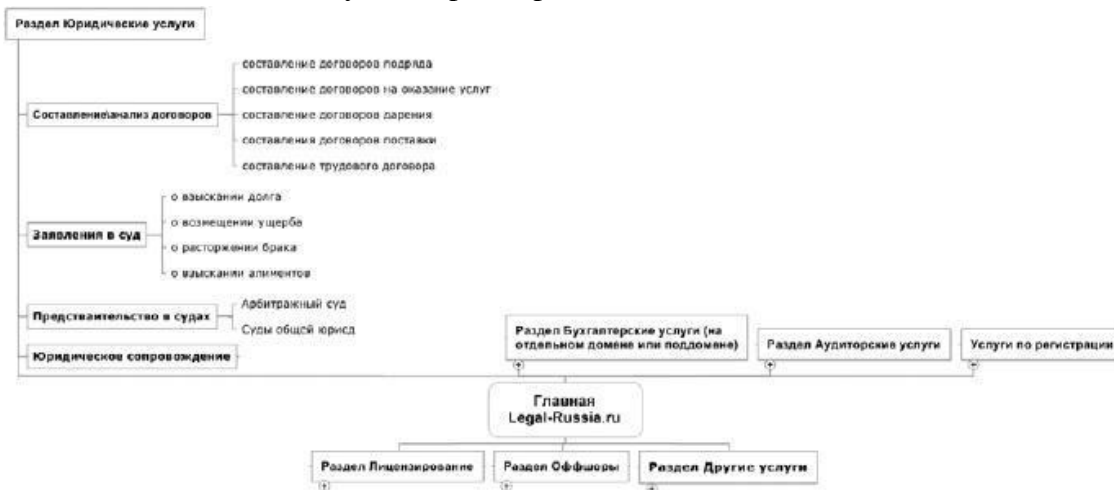 Раздел Юридические услуги
составление договоров подряда
составление договоров на оказание услуг
Составление\анализ договоров
составление договоров дарения
составления договоров поставки
составление трудового договора
о взыскании долга
о возмещении ущерба
Заявления в суд
о расторжении брака
о взыскании алиментов
Арбитражный суд
Представительство в судах
Суды общей юрисд
Юридическое сопровождение
Раздел Бухгалтерские услуги (на
отдельном домене или поддомене)
Раздел Аудиторские услуги
Услуги по регистрации
Главная
Legal-Russia.ru
Раздел Лицензирование
Раздел Оффшоры
Раздел Другие услуги